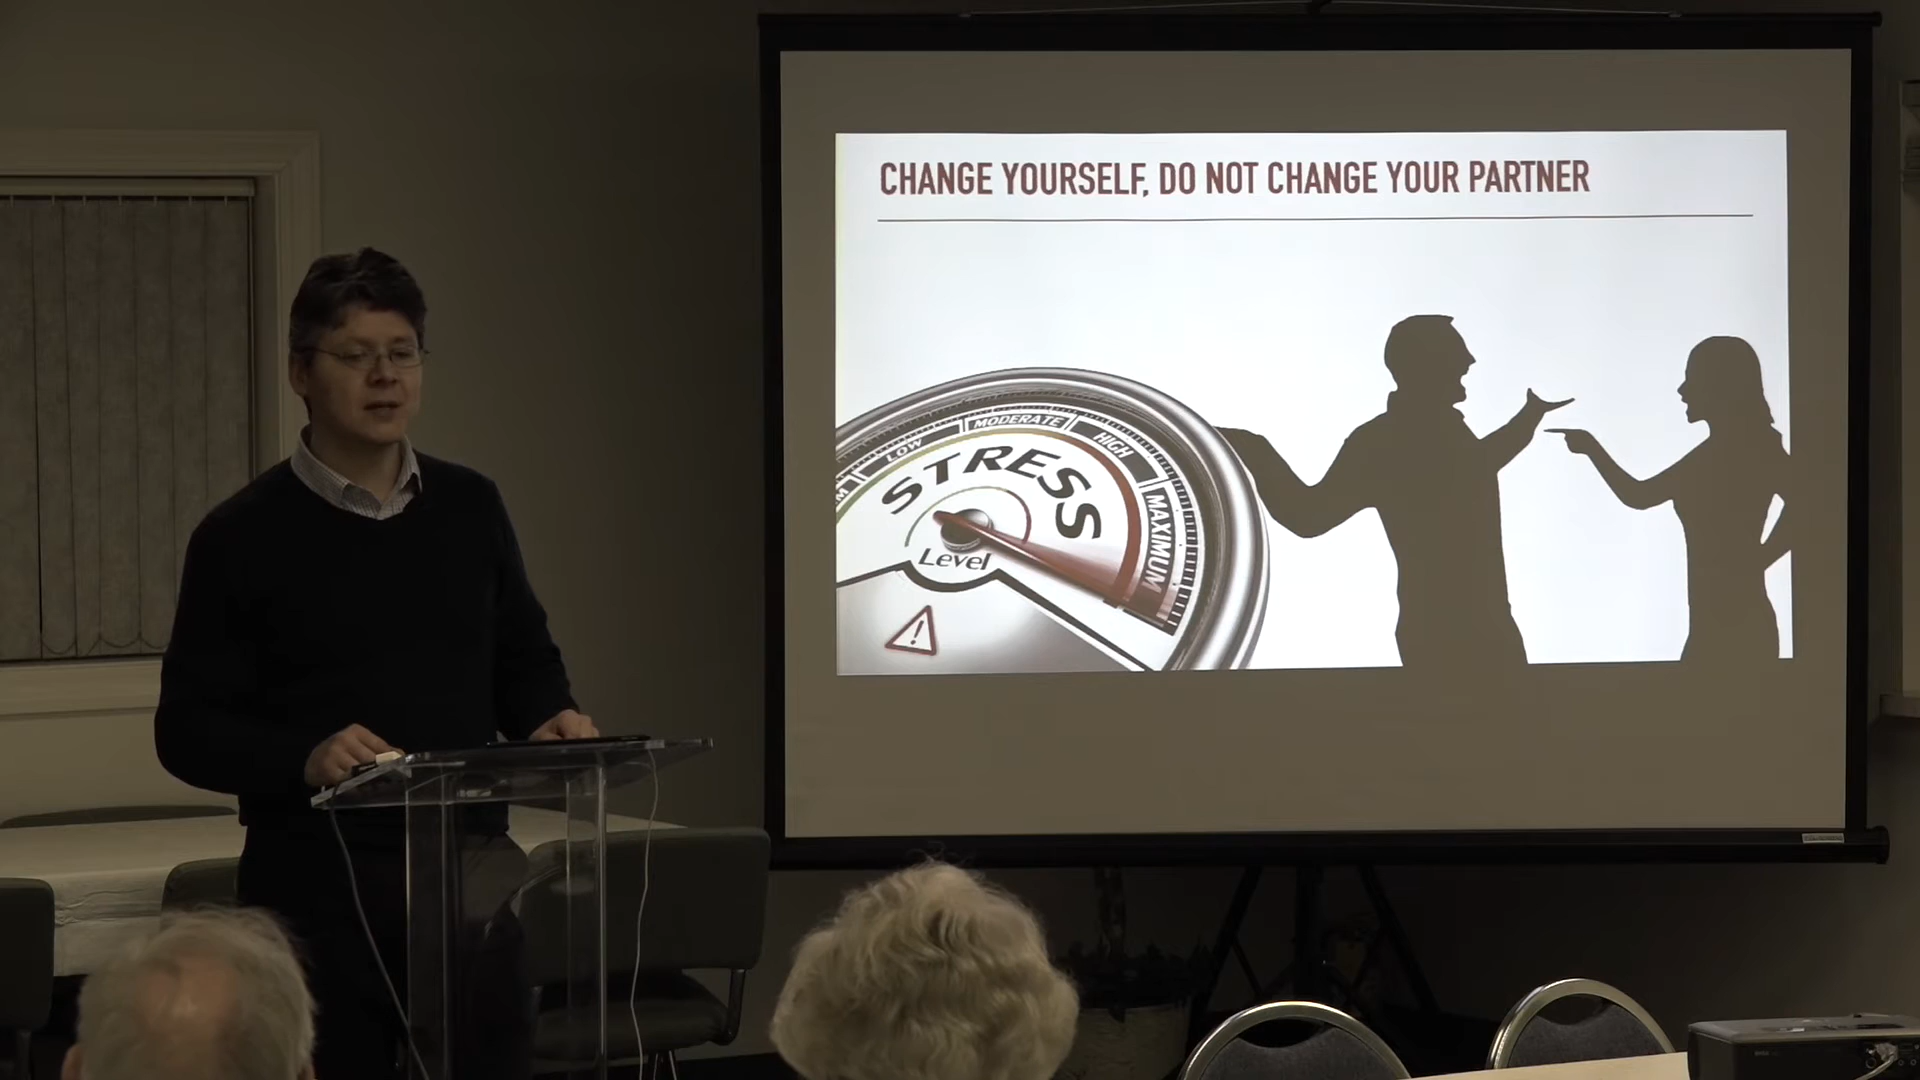 CHANGE YOURSELF, DO NOT CHANGE YOUR PARTNER
LOW
MODERATE
HIGH
MAXIMUM
STRESS
Level
!